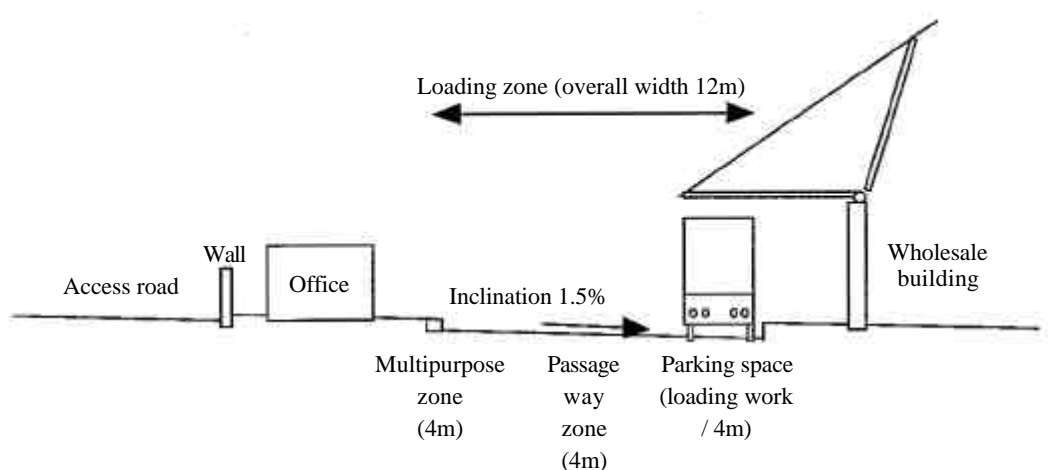 Loading zone (overall width 12m)
Wall
Access road
Office
Inclination 1.5%
Wholesale
building
Multipurpose
zone
(4m)
Passage
way
zone
(4m)
Parking space
(loading work
/ 4m)